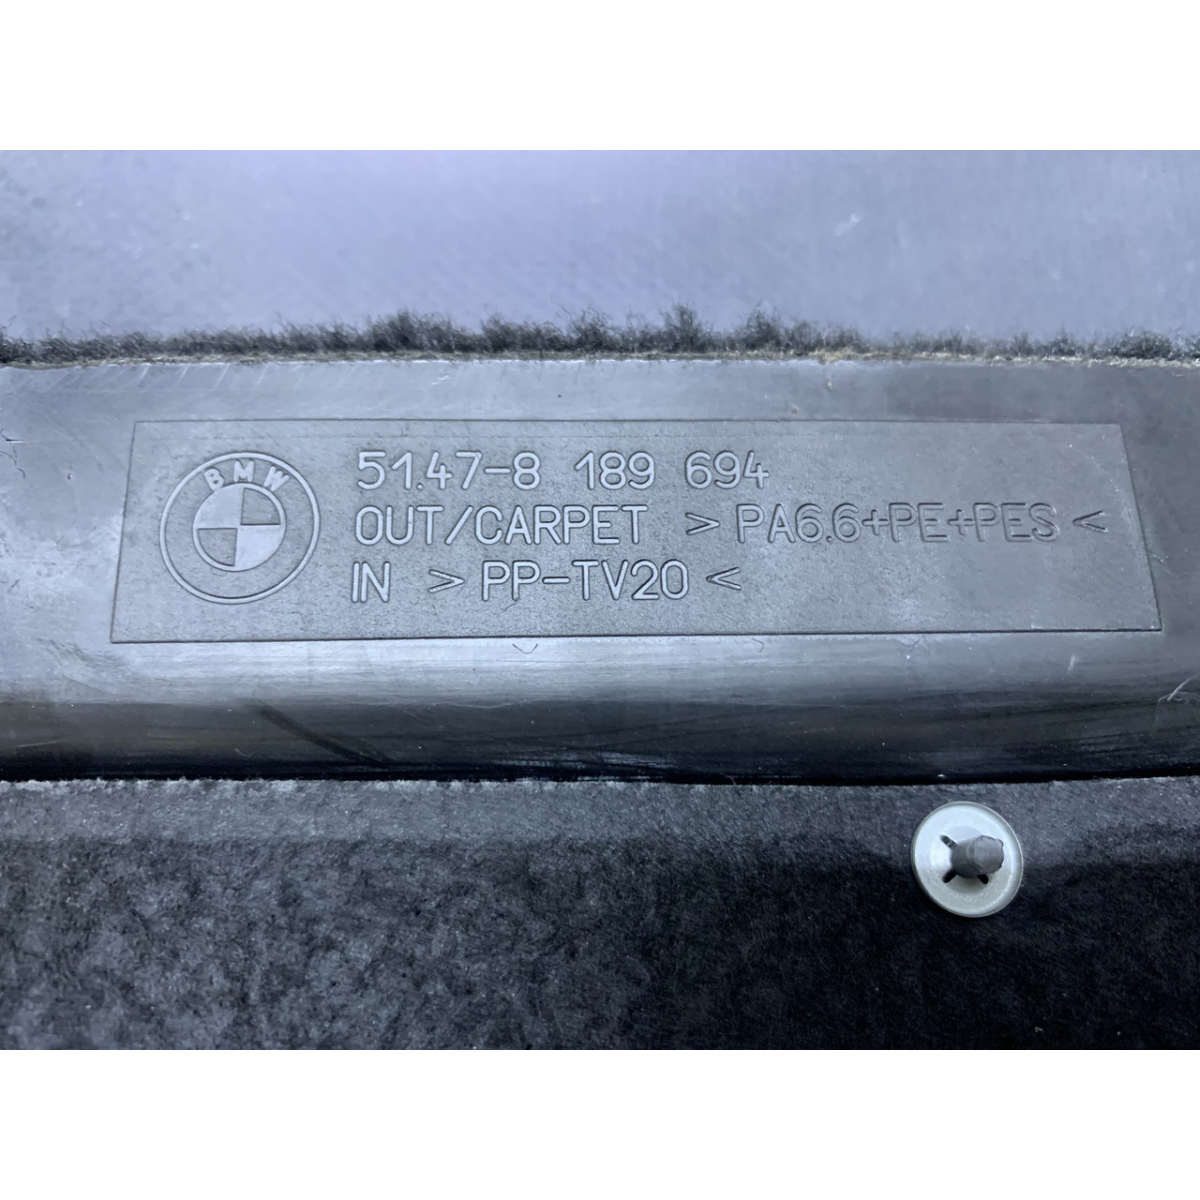 BMW
51.47-8 189 694
OUT/CARPET >PA6.6+PE+PES<
IN >PP-TV20<